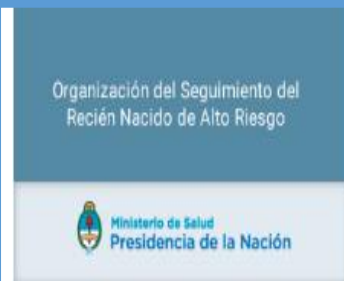 Organización del Seguimiento del
Recién Nacido de Alto Riesgo
Ministerio de Salud
Presidencia de la Nación